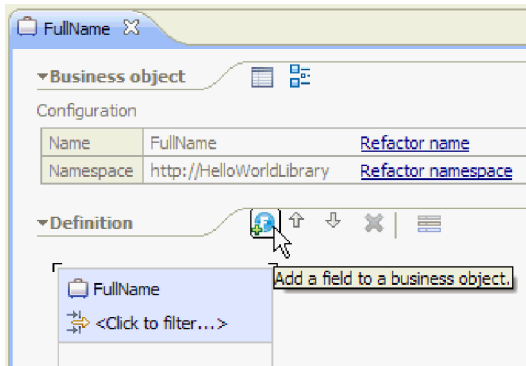 FullName
Business object
Configuration
Name FullName Refactor name
Namespace http://HelloWorldLibrary Refactor namespace
Definition
Add a field to a business object.
FullName
<Click to filter...>